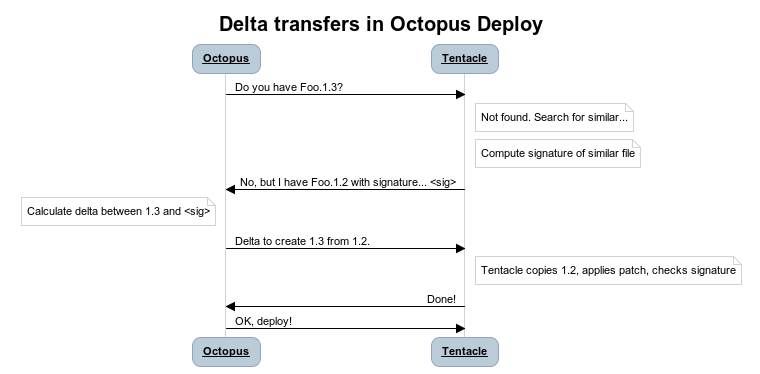 Delta transfers in Octopus Deploy
Octopus
Tentacle
Do you have Foo.1.3?
Not found. Search for similar...
Compute signature of similar file
No, but I have Foo.1.2 with signature... <sig>
Calculate delta between 1.3 and <sig>
Delta to create 1.3 from 1.2.
Tentacle copies 1.2, applies patch, checks signature
Done!
OK, deploy!
Octopus
Tentacle